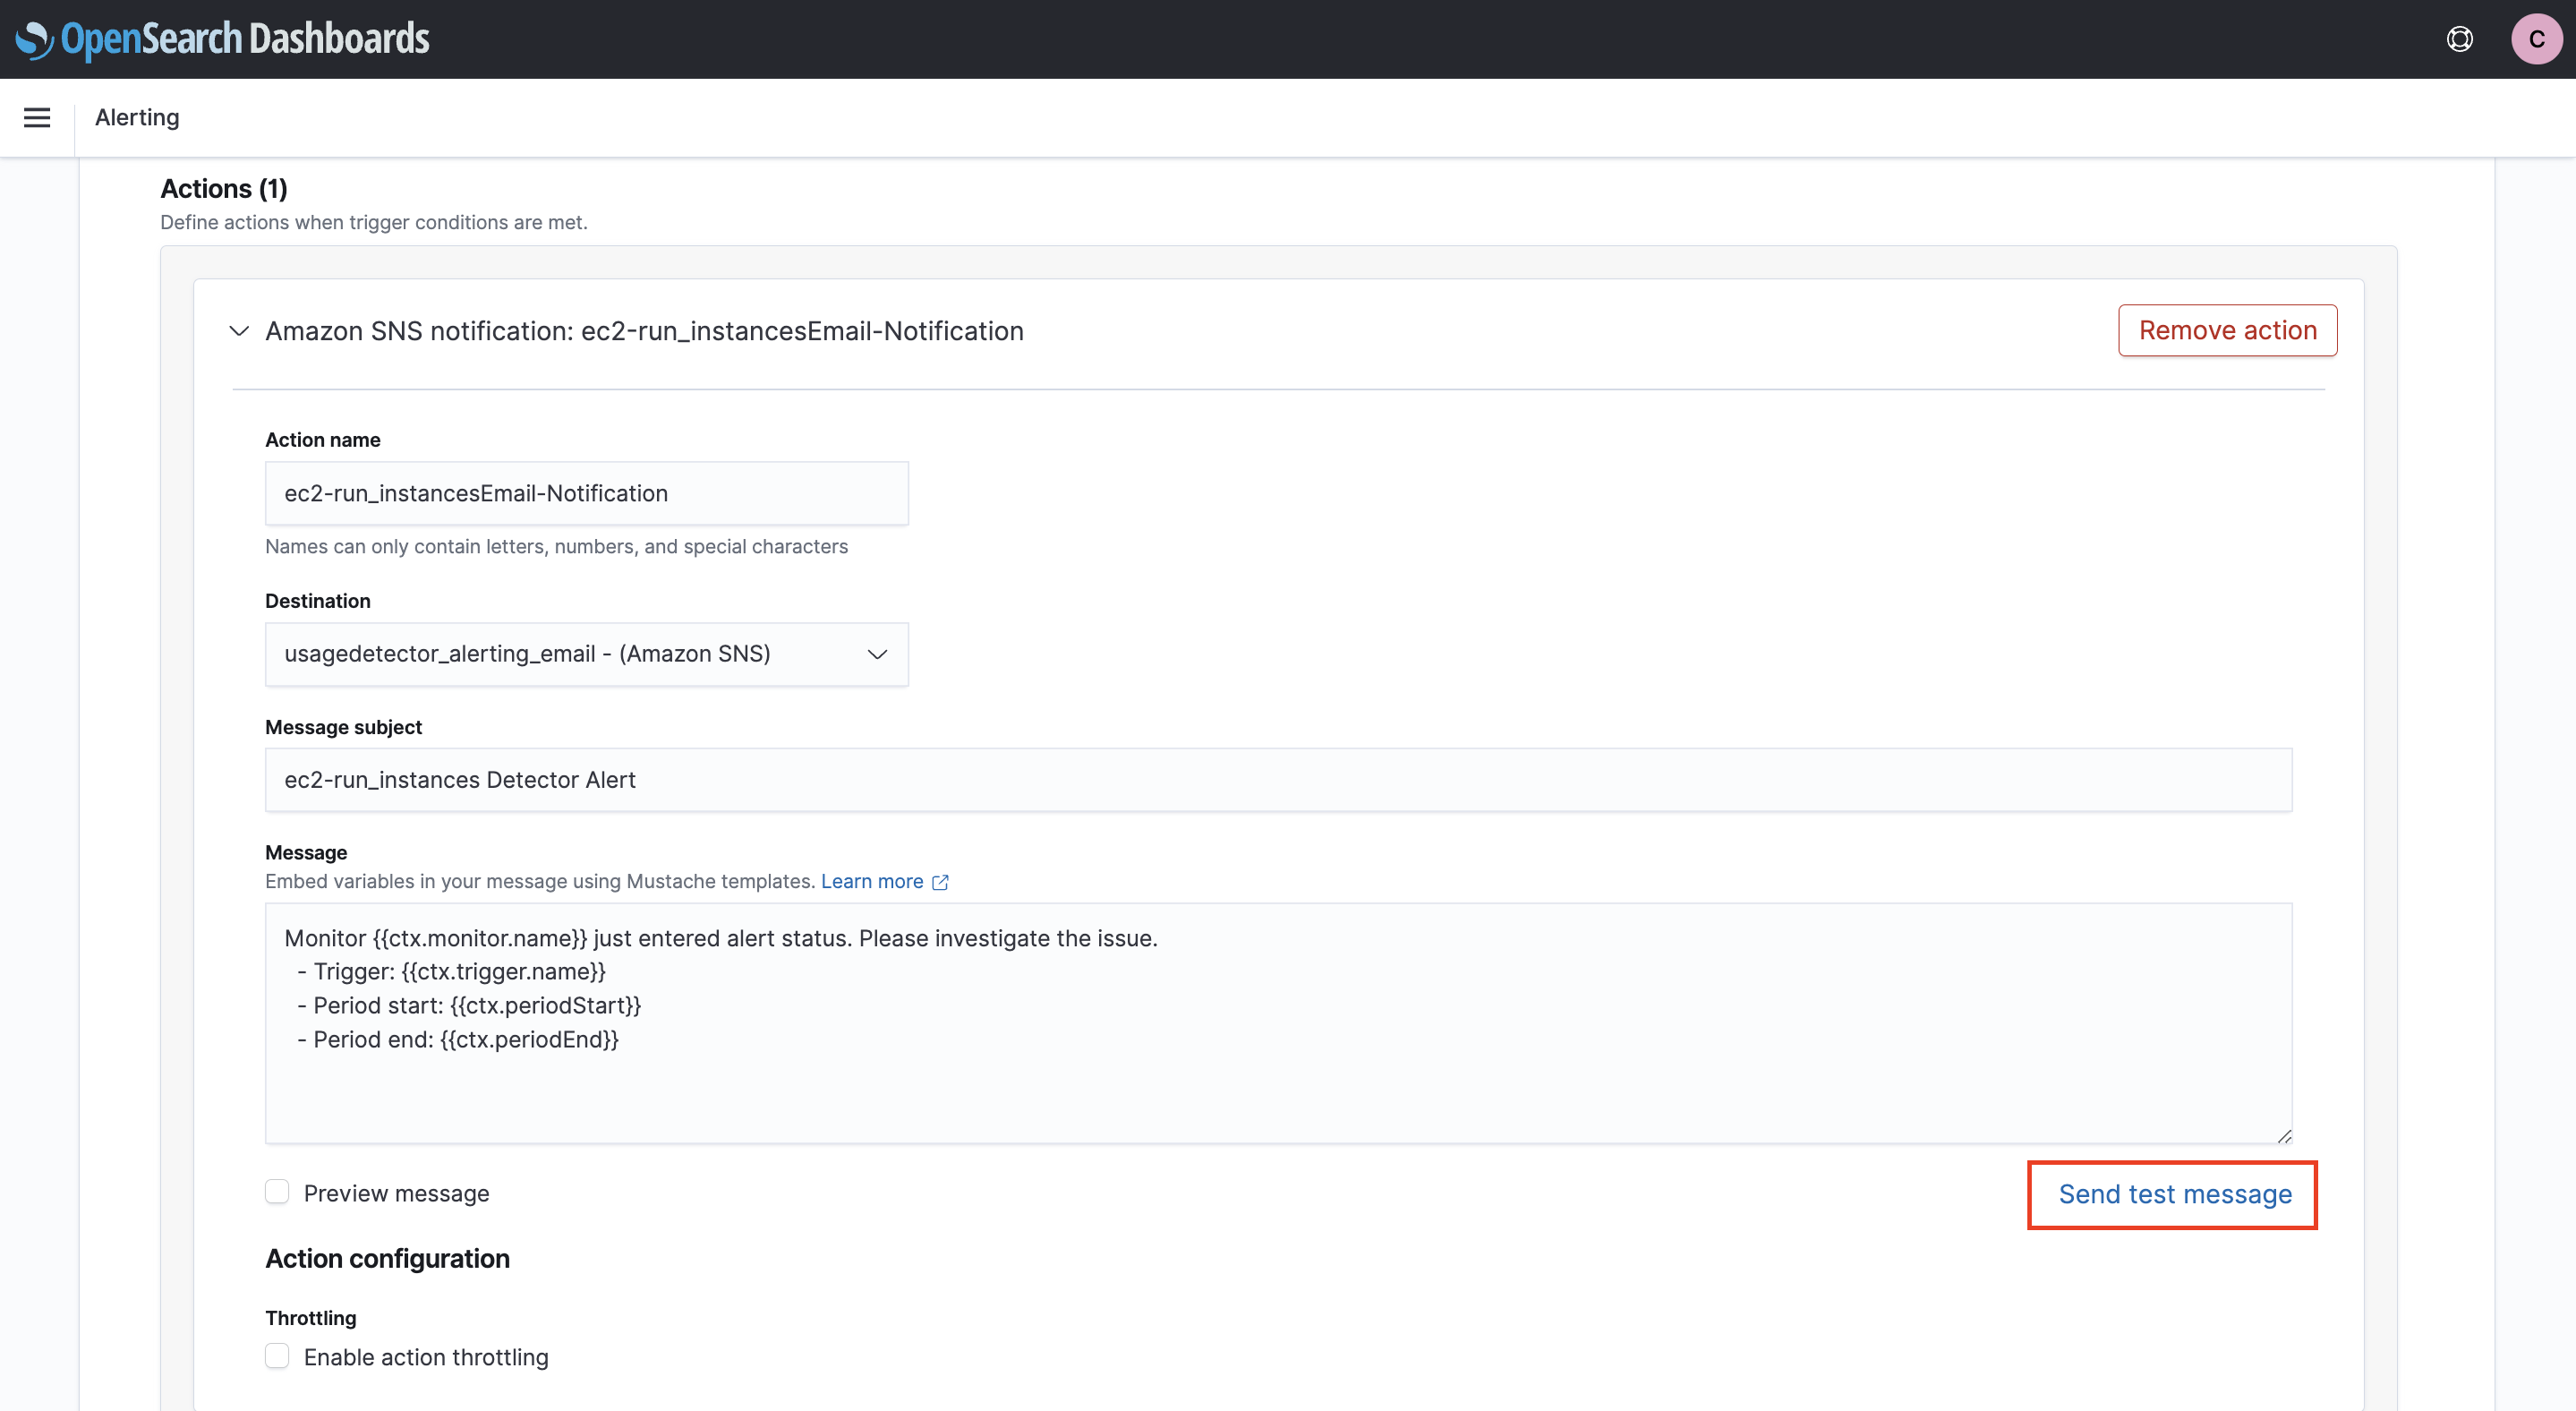 OpenSearch Dashboards
C
Alerting
Actions (1)
Define actions when trigger conditions are met.
Amazon SNS notification: ec2-run_instancesEmail-Notification
Remove action
Action name
ec2-run_instancesEmail-Notification
Names can only contain letters, numbers, and special characters
Destination
usagedetector_alerting_email - (Amazon SNS)
Message subject
ec2-run_instances Detector Alert
Message
Embed variables in your message using Mustache templates. Learn more
Monitor {{ctx.monitor.name}} just entered alert status. Please investigate the issue.
- Trigger: {{ctx.trigger.name}}
- Period start: {{ctx.periodStart}}
- Period end: {{ctx.periodEnd}}
Preview message
Send test message
Action configuration
Throttling
Enable action throttling